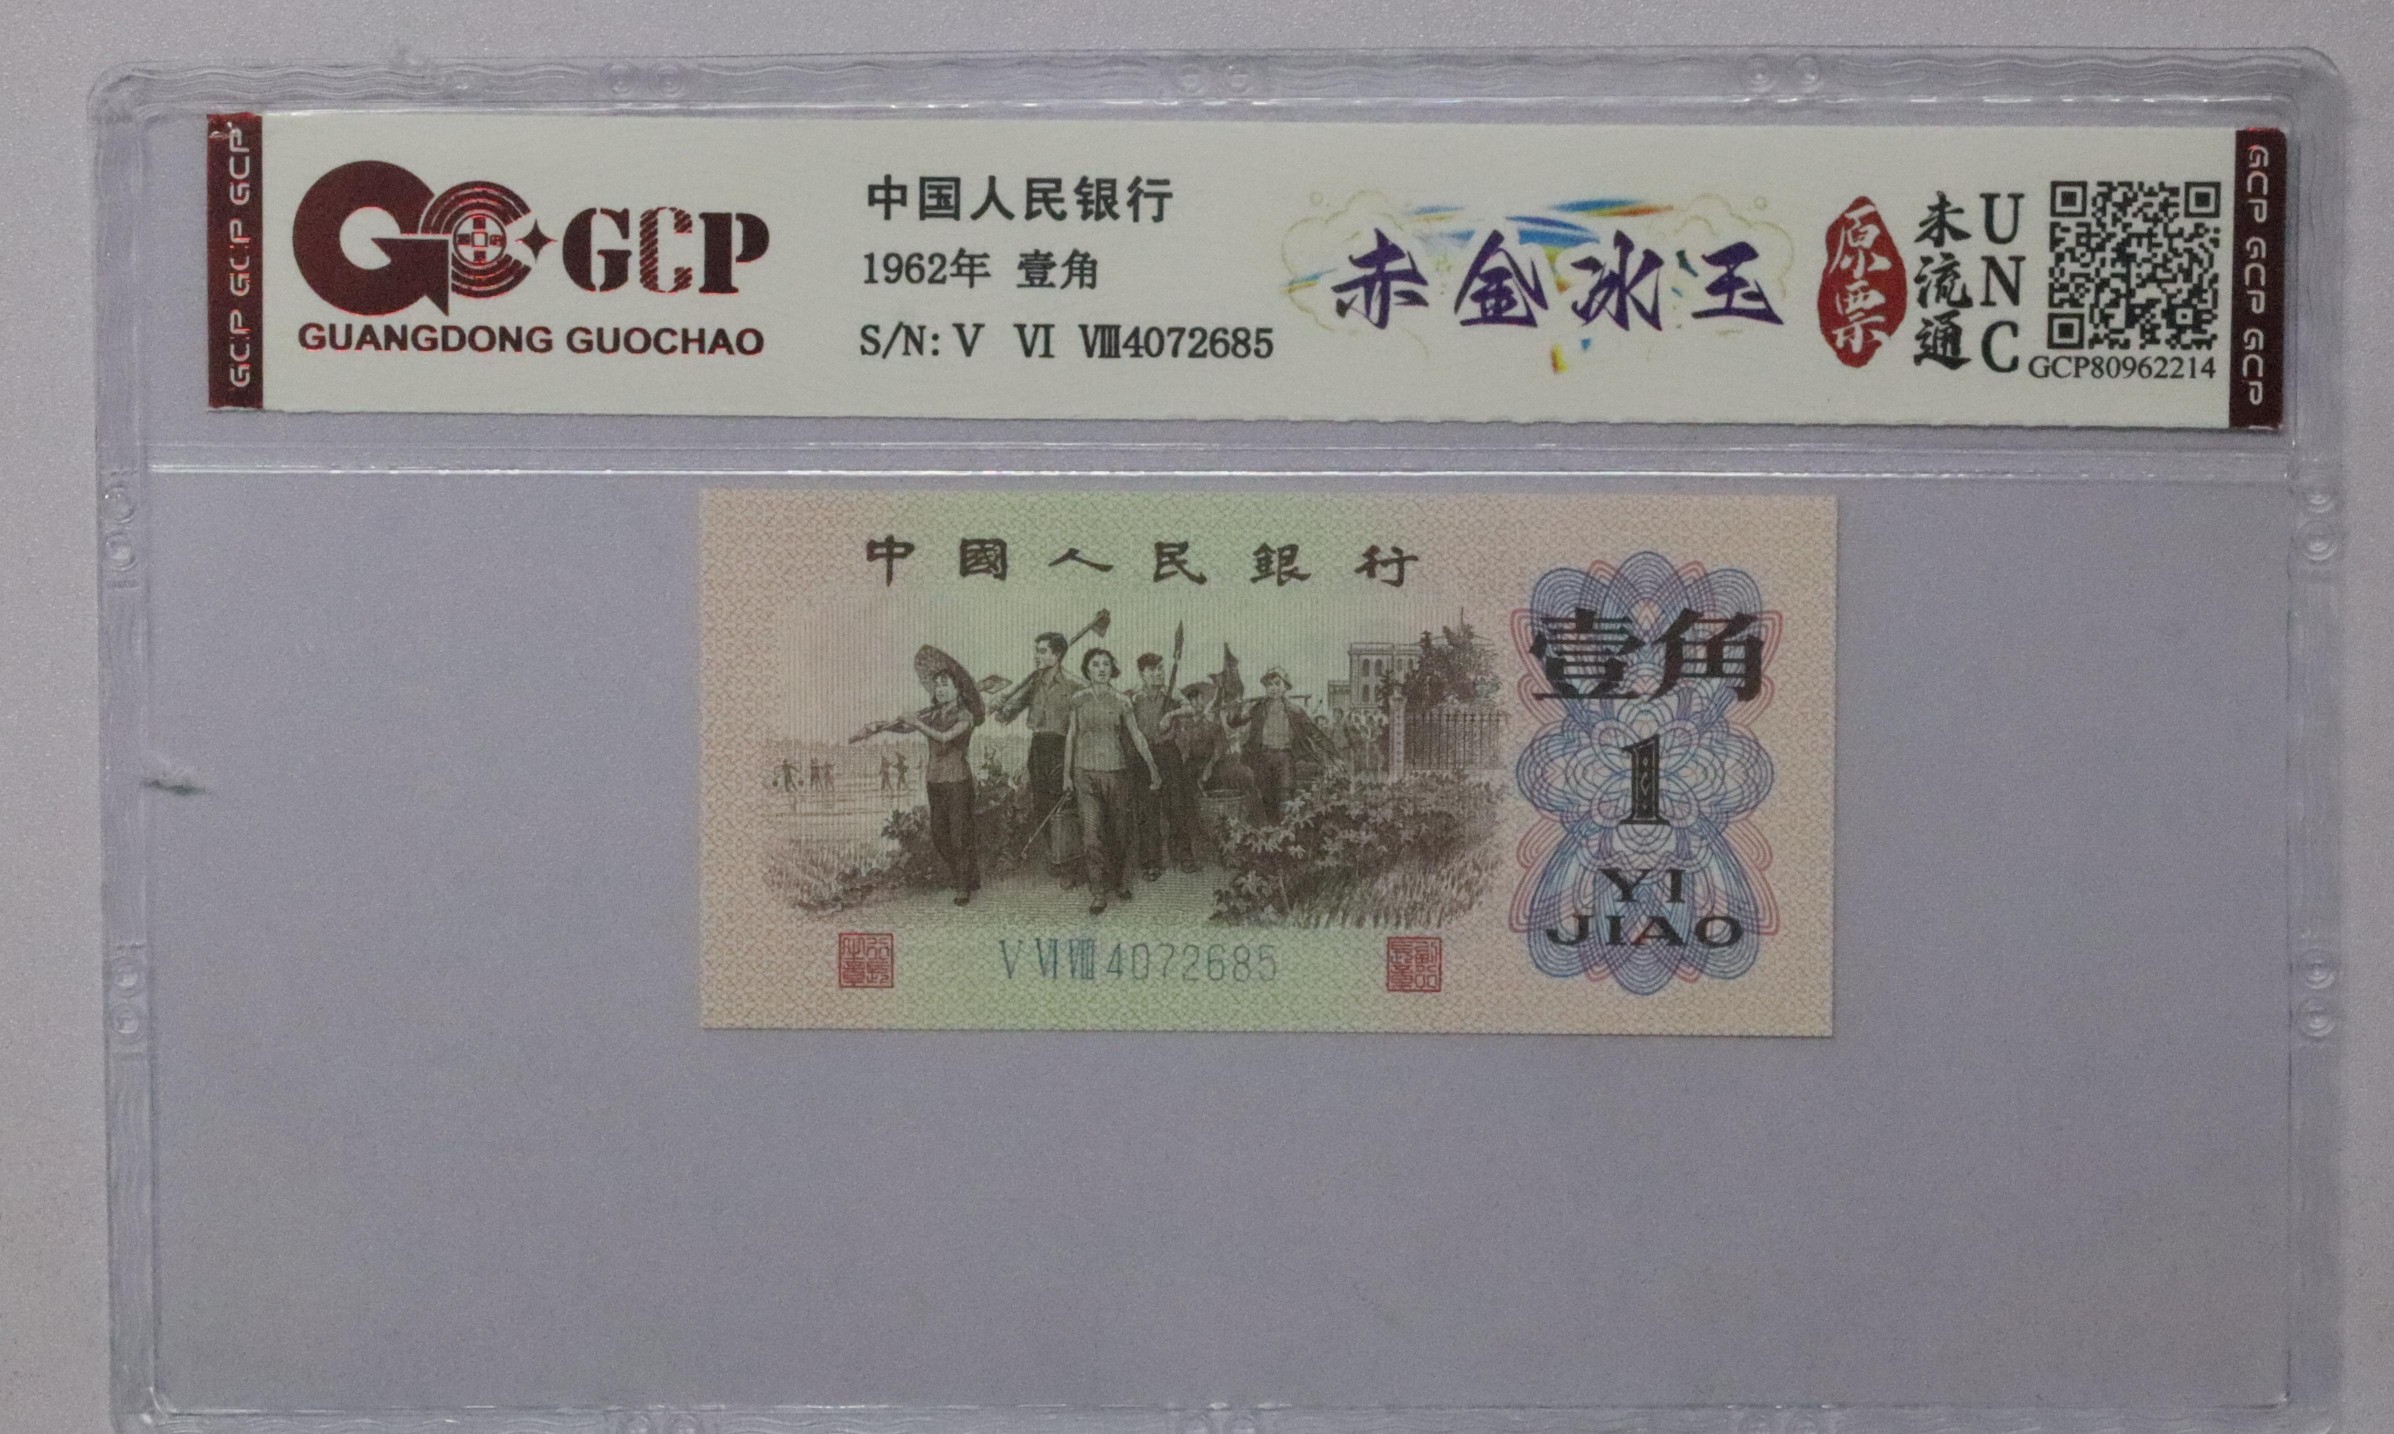 GCP GCP GCP
GCP
GUANGDONG GUOCHAO
中国人民银行
1962年 壹角
S/N: Ⅴ Ⅵ Ⅷ4072685
赤金冰玉
原票
未流通
UNC
GCP80962214
GCP GCP GCP
中國人民銀行
壹角
1
YI
JIAO
Ⅴ Ⅵ Ⅷ 4072685